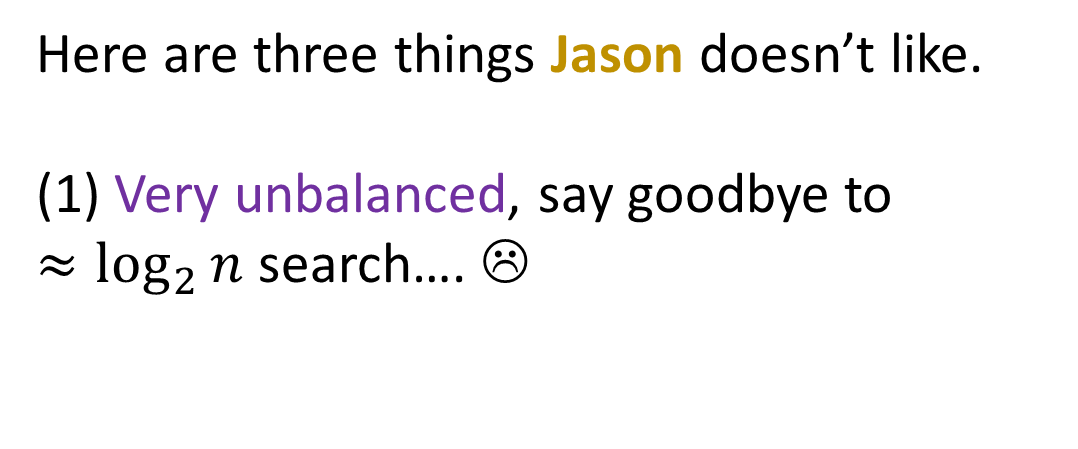 Here are three things Jason doesn’t like.
(1) Very unbalanced, say goodbye to
≈ log₂ n search.... ☹